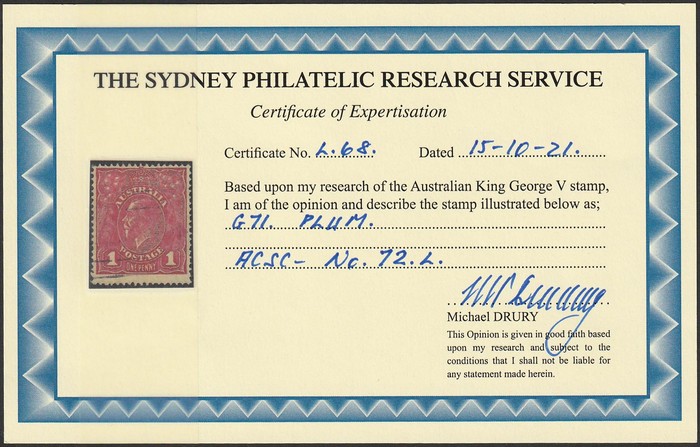 THE SYDNEY PHILATELIC RESEARCH SERVICE
Certificate of Expertisation
Certificate No. L.68. Dated 15-10-21.
Based upon my research of the Australian King George V stamp,
I am of the opinion and describe the stamp illustrated below as;
G71. PLUM.
ACSC- No. 72.L.
Michael DRURY
This Opinion is given in good faith based
upon my research and subject to the
conditions that I shall not be liable for
any statement made herein.
AUSTRALIA
POSTAGE
1 ONE PENNY 1